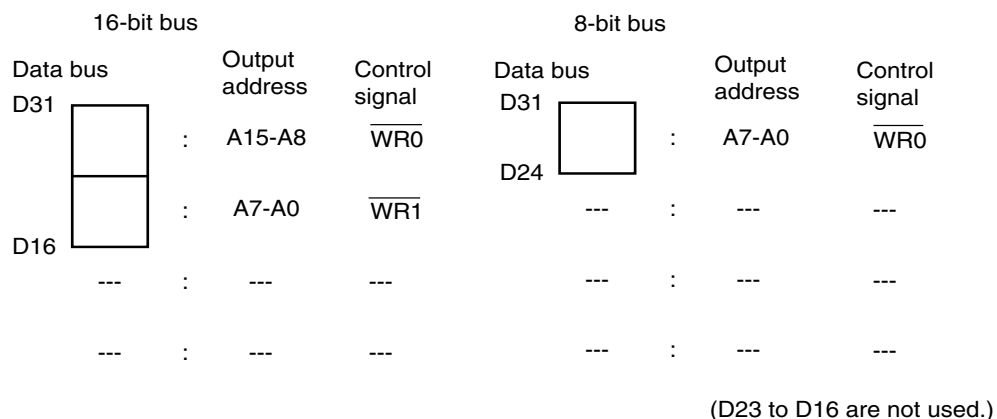 16-bit bus
8-bit bus
Data bus Output address Control signal
Data bus Output address Control signal
D31
: A15-A8 WR0
: A7-A0 WR1
D16
--- : --- ---
--- : --- ---
D31
: A7-A0 WR0
D24
--- : --- ---
--- : --- ---
--- : --- ---
(D23 to D16 are not used.)